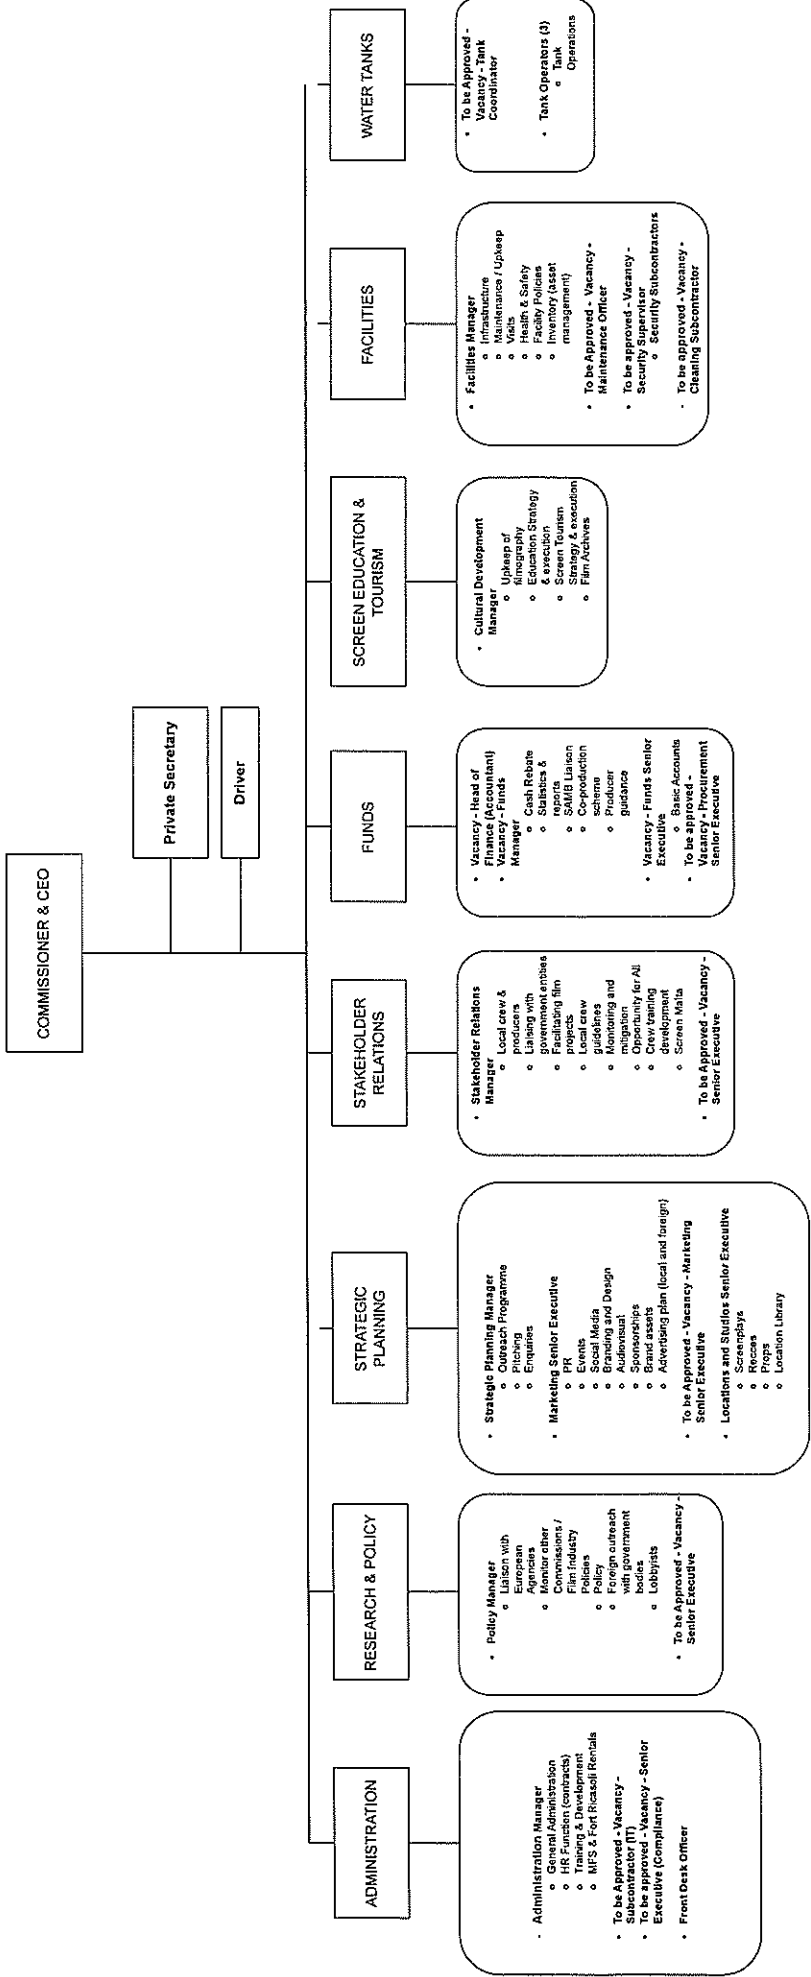 COMMISSIONER & CEO
Private Secretary
Driver
ADMINISTRATION
- Administration Manager
o General Administration
o HR Function (contracts)
o Training & Development
o MFS & Fort Ricasoli Rentals
• To be Approved - Vacancy -
Subcontractor (IT)
• To be approved - Vacancy - Senior
Executive (Compliance)
• Front Desk Officer
RESEARCH & POLICY
• Policy Manager
o Liaison with
European
Agencies
o Monitor other
Commissions /
Film Industry
Policies
o Policy
o Foreign outreach
with government
bodies
o Lobbyists
• To be Approved - Vacancy -
Senior Executive
STRATEGIC
PLANNING
• Strategic Planning Manager
o Outreach Programme
o Pitching
o Enquiries
• Marketing Senior Executive
o PR
o Events
o Social Media
o Branding and Design
o Audiovisual
o Sponsorships
o Brand assets
o Advertising plan (local and foreign)
• To be Approved - Vacancy - Marketing
Senior Executive
• Locations and Studios Senior Executive
o Screenplays
o Recces
o Props
o Location Library
STAKEHOLDER
RELATIONS
• Stakeholder Relations
Manager
o Local crew &
producers
o Liaising with
government entities
o Facilitating film
projects
o Local crew
guidelines
o Monitoring and
mitigation
o Opportunity for All
o Crew training
development
o Screen Malta
• To be Approved - Vacancy -
Senior Executive
FUNDS
• Vacancy - Head of
Finance (Accountant)
• Vacancy - Funds
Manager
o Cash Rebate
o Statistics &
reports
o SAMB Liaison
o Co-production
scheme
o Producer
guidance
• Vacancy - Funds Senior
Executive
o Basic Accounts
• To be approved -
Vacancy - Procurement
Senior Executive
SCREEN EDUCATION &
TOURISM
• Cultural Development
Manager
o Upkeep of
filmography
o Education Strategy
& execution
o Screen Tourism
Strategy & execution
o Film Archives
FACILITIES
• Facilities Manager
o Infrastructure
o Maintenance / Upkeep
o Visits
o Health & Safety
o Facility Policies
o Inventory (asset
management)
• To be Approved - Vacancy -
Maintenance Officer
• To be approved - Vacancy -
Security Supervisor
o Security Subcontractors
- To be approved - Vacancy -
Cleaning Subcontractor
WATER TANKS
• To be Approved -
Vacancy - Tank
Coordinator
• Tank Operators (3)
o Tank
Operations